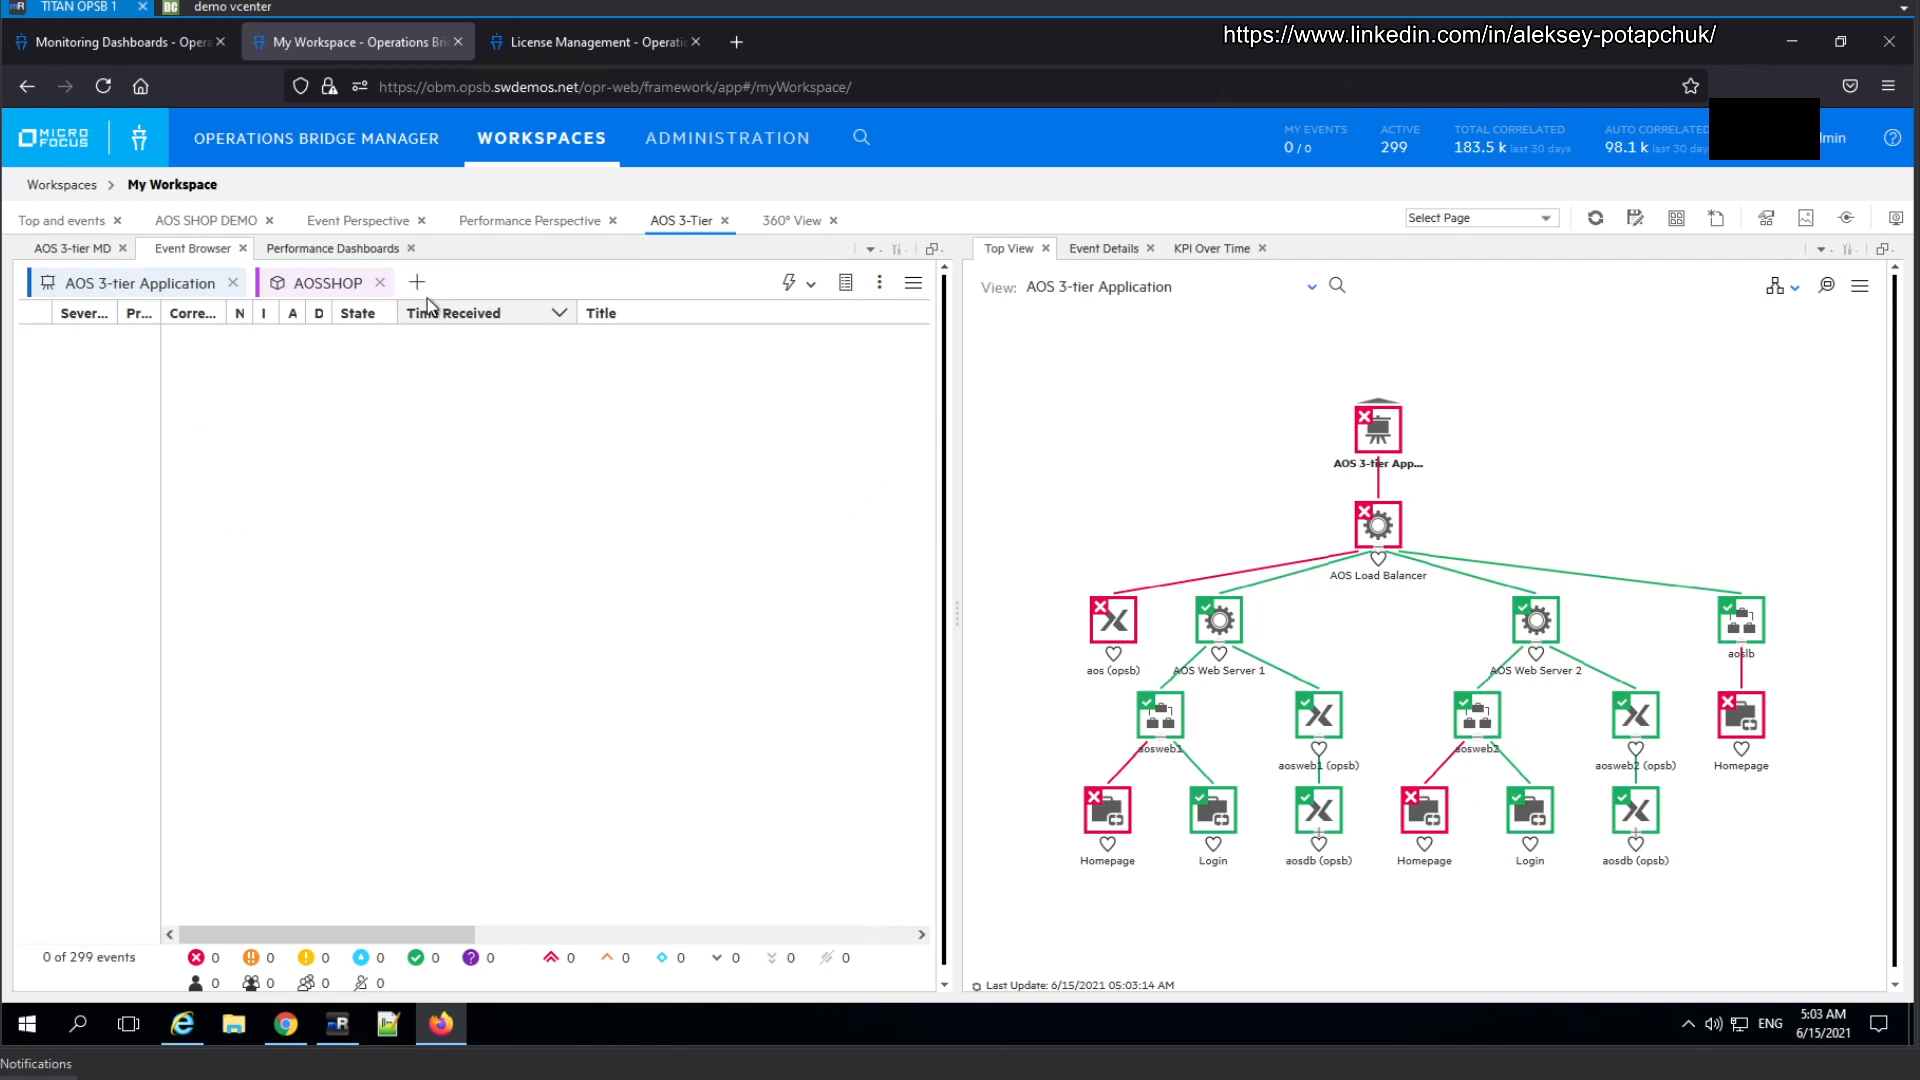 mR TITAN OPSB 1 DC demo vcenter
Monitoring Dashboards - Opera My Workspace - Operations Bri License Management - Operatic
https://www.linkedin.com/in/aleksey-potapchuk/
https://obm.opsb.swdemos.net/opr-web/framework/app#/myWorkspace/
MICRO FOCUS
OPERATIONS BRIDGE MANAGER WORKSPACES ADMINISTRATION
MY EVENTS 0 / 0
ACTIVE 299
TOTAL CORRELATED 183.5 k last 30 days
AUTO CORRELATED 98.1 k last 30 day
dmin
Workspaces > My Workspace
Top and events AOS SHOP DEMO Event Perspective Performance Perspective AOS 3-Tier 360° View Select Page
AOS 3-tier MD Event Browser Performance Dashboards
Top View Event Details KPI Over Time
AOS 3-tier Application AOSSHOP
View: AOS 3-tier Application
Sever... Pr... Corre... N I A D State Time Received Title
AOS 3-tier App...
AOS Load Balancer
aos (opsb) AOS Web Server 1 AOS Web Server 2 aoslb
aosweb1 aosweb1 (opsb) aosweb2 aosweb2 (opsb) Homepage
Homepage Login aosdb (opsb) Homepage Login aosdb (opsb)
0 of 299 events 0 0 0 0 0 0 0 0 0 0 0 0
0 0 0 0
Last Update: 6/15/2021 05:03:14 AM
mR
ENG
5:03 AM
6/15/2021
Notifications